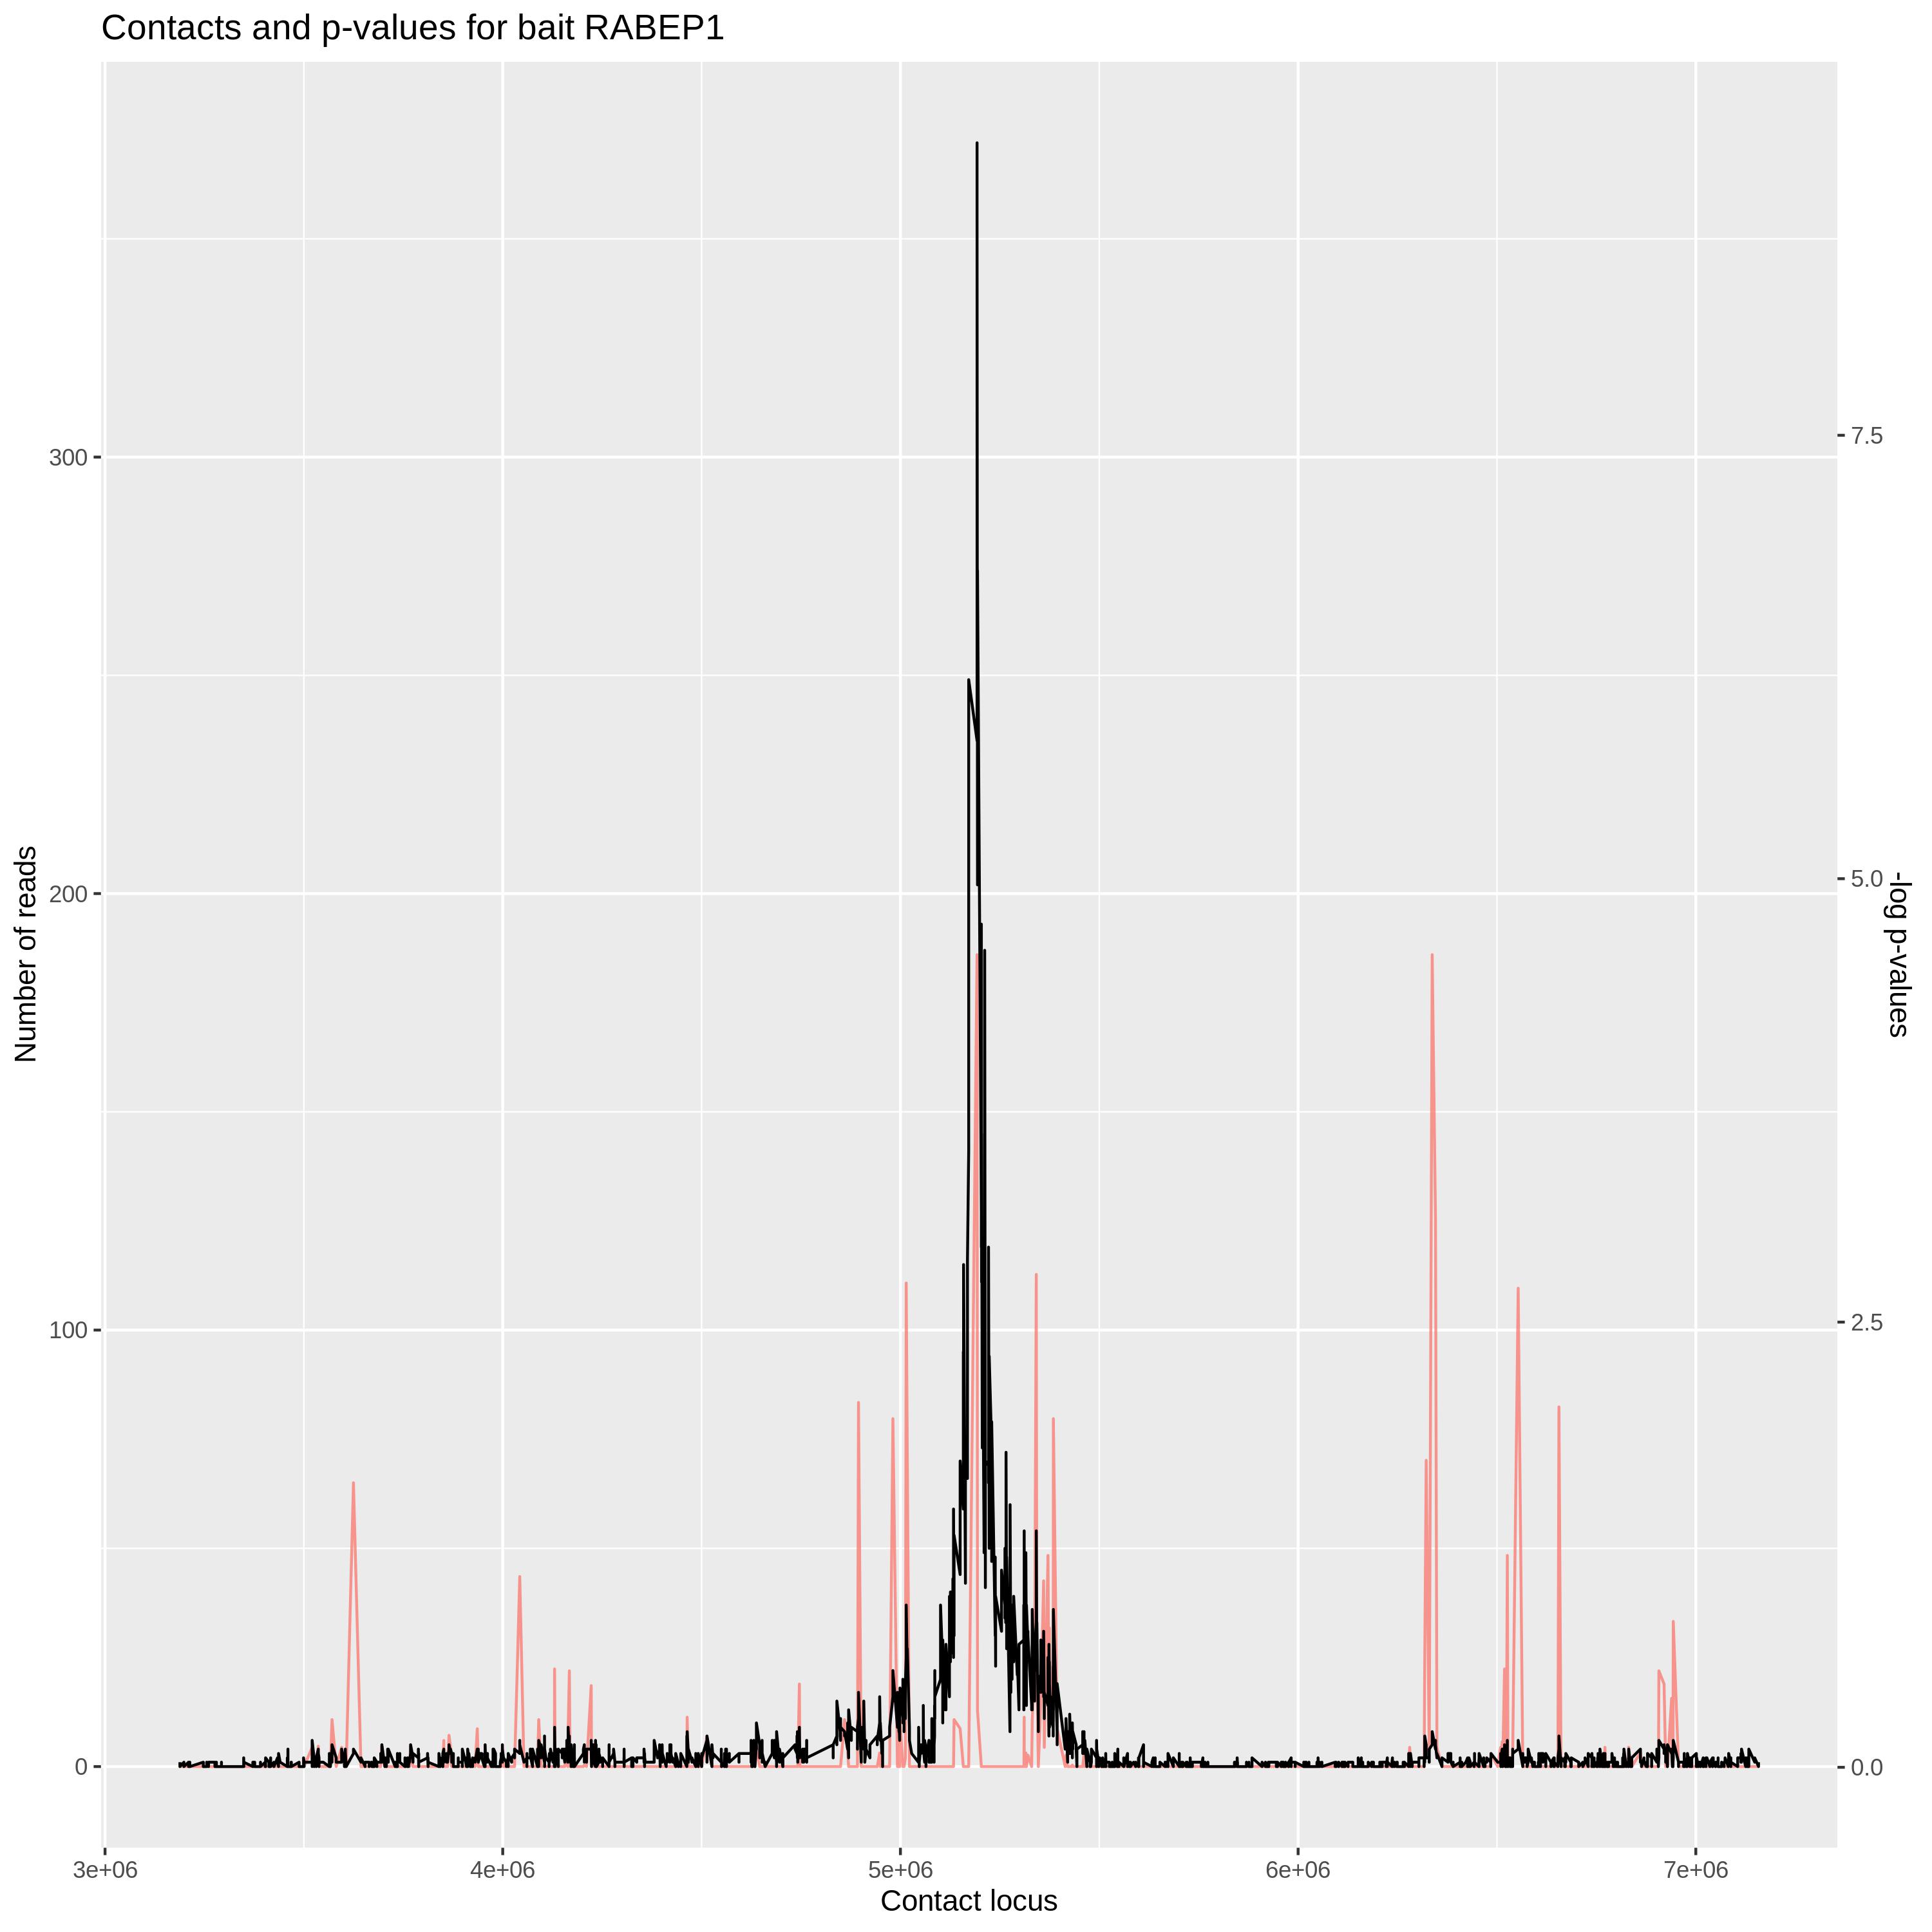 Contacts and p-values for bait RABEP1
Number of reads
300
200
100
0
7.5
5.0
2.5
0.0
-log p-values
3e+06
4e+06
5e+06
6e+06
7e+06
Contact locus